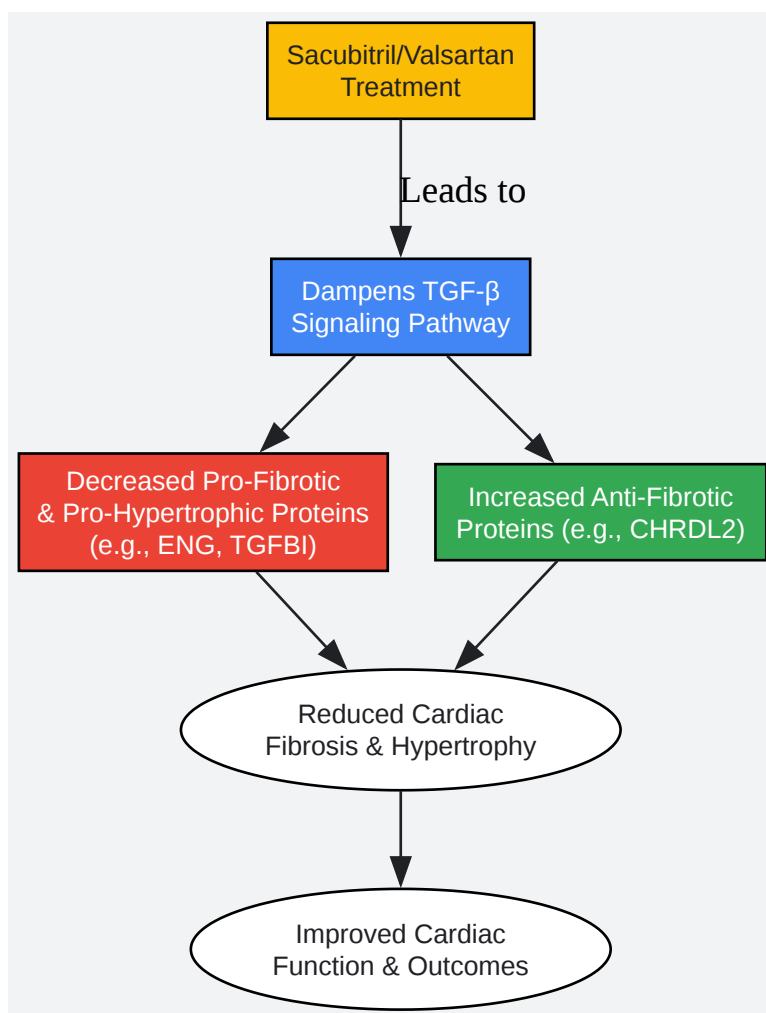 Sacubitril/Valsartan
Treatment
Leads to
Dampens TGF-β
Signaling Pathway
Decreased Pro-Fibrotic
& Pro-Hypertrophic Proteins
(e.g., ENG, TGFBI)
Increased Anti-Fibrotic
Proteins (e.g., CHRDL2)
Reduced Cardiac
Fibrosis & Hypertrophy
Improved Cardiac
Function & Outcomes